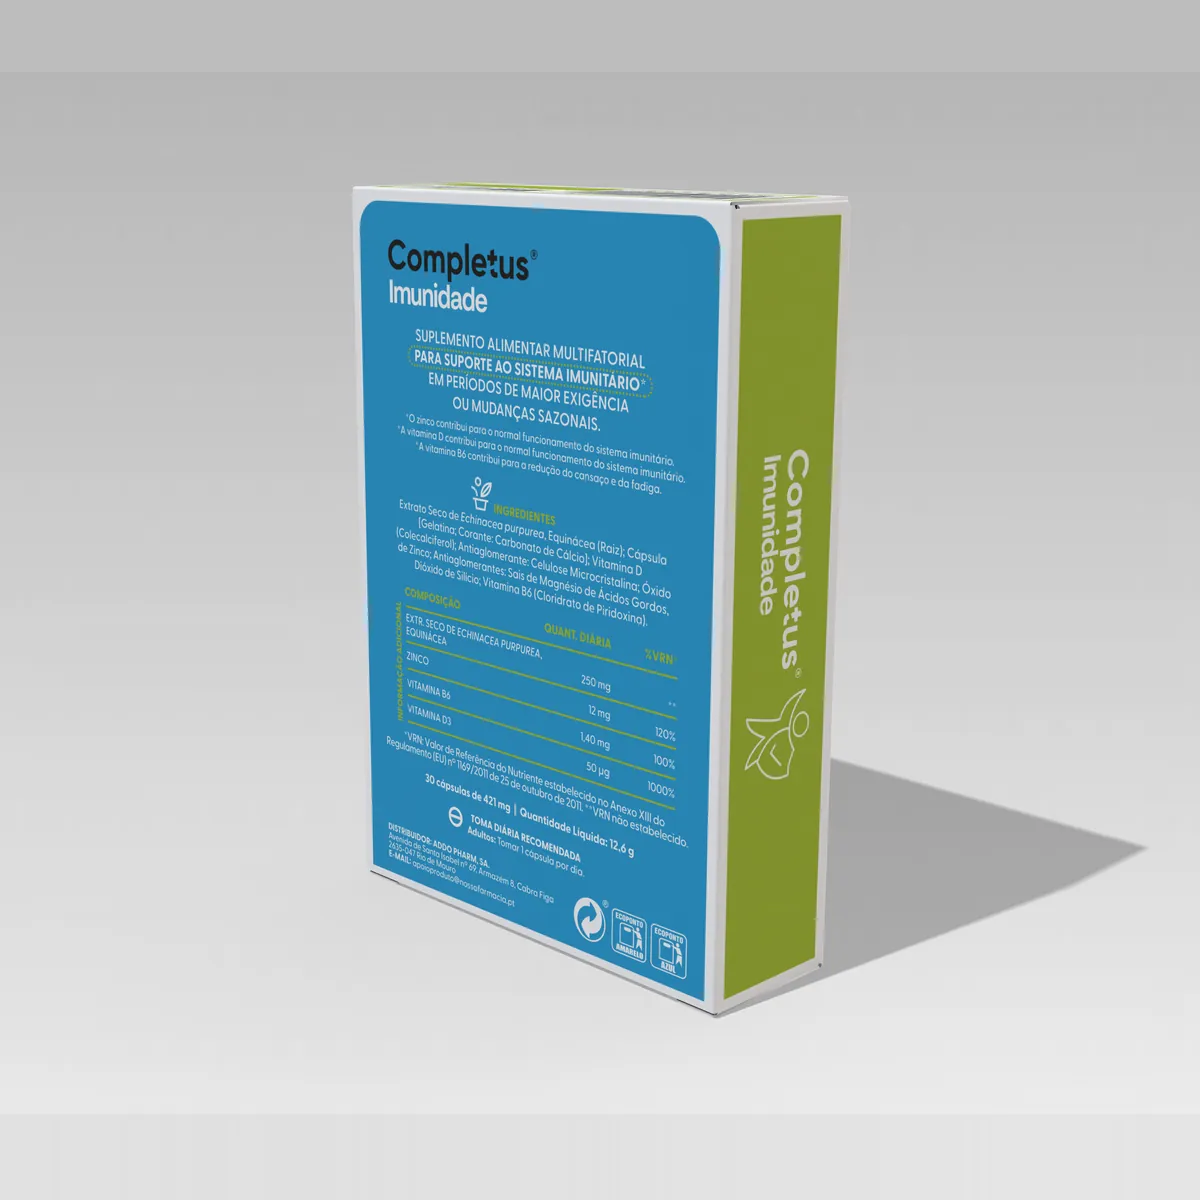 Completus®
Imunidade
SUPLEMENTO ALIMENTAR MULTIFATORIAL
PARA SUPORTE AO SISTEMA IMUNITÁRIO*
EM PERÍODOS DE MAIOR EXIGÊNCIA
OU MUDANÇAS SAZONAIS.
*O zinco contribui para o normal funcionamento do sistema imunitário.
*A vitamina D contribui para o normal funcionamento do sistema imunitário.
*A vitamina B6 contribui para a redução do cansaço e da fadiga.
INGREDIENTES
Extrato Seco de Echinacea purpurea, Equinácea (Raiz); Cápsula
[Gelatina; Corante: Carbonato de Cálcio]; Vitamina D
(Colecalciferol); Antiaglomerante: Celulose Microcristalina; Óxido
de Zinco; Antiaglomerantes: Sais de Magnésio de Ácidos Gordos,
Dióxido de Silício; Vitamina B6 (Cloridrato de Piridoxina).
INFORMAÇÃO ADICIONAL
COMPOSIÇÃO QUANT. DIÁRIA %VRN*
EXTR. SECO DE ECHINACEA PURPUREA,
EQUINÁCEA 250 mg **
ZINCO 12 mg 120%
VITAMINA B6 1,40 mg 100%
VITAMINA D3 50 µg 1000%
*VRN: Valor de Referência do Nutriente estabelecido no Anexo XIII do
Regulamento (EU) nº 1169/2011 de 25 de outubro de 2011. **VRN não estabelecido.
30 cápsulas de 421 mg | Quantidade Líquida: 12,6 g
TOMA DIÁRIA RECOMENDADA
Adultos: Tomar 1 cápsula por dia.
DISTRIBUIDOR: ADDO PHARM, SA.
Avenida de Santa Isabel nº 69, Armazém 8, Cabra Figa
2635-047 Rio de Mouro
E-MAIL: apoioproduto@nossafarmacia.pt
®
ECOPONTO
AMARELO
ECOPONTO
AZUL
Completus®
Imunidade